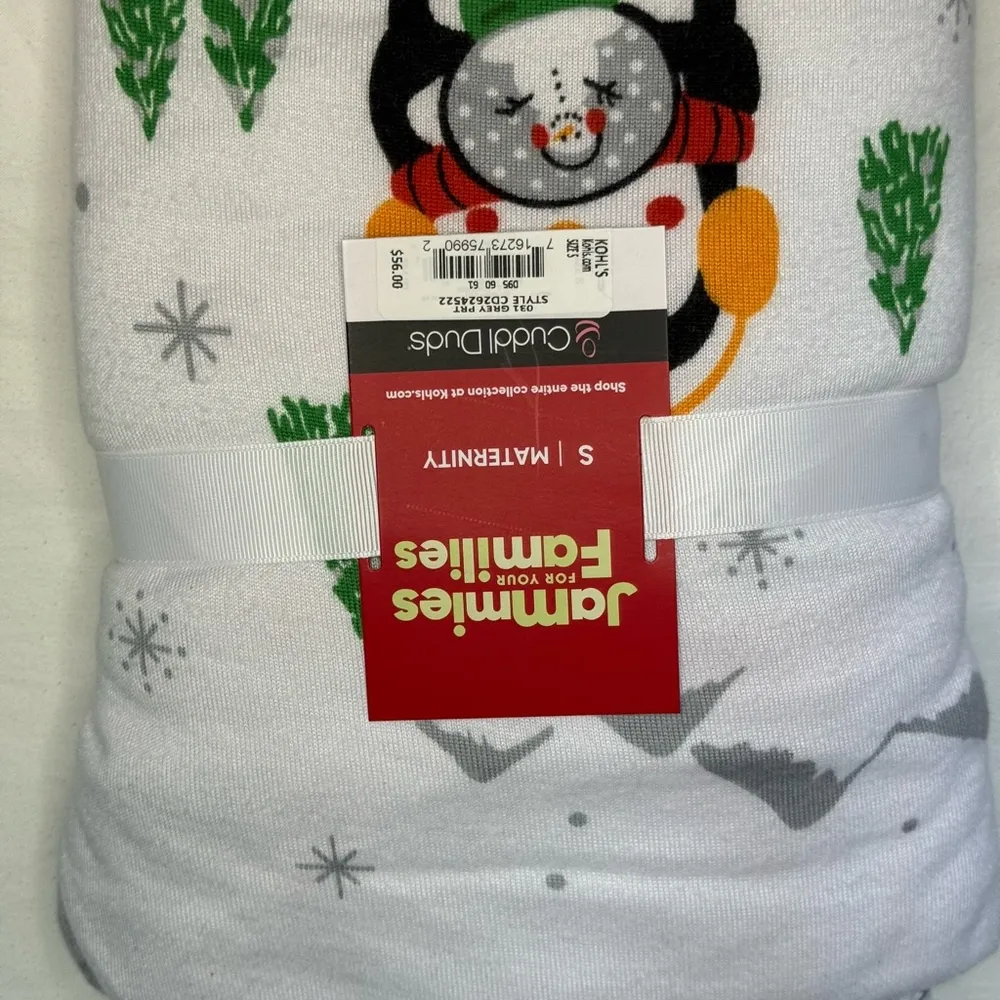 Jammies
FOR YOUR
Families
S | MATERNITY
Shop the entire collection at Kohls.com
Cuddl Duds®
STYLE CD2624522
031 GREY PRT
095 60 61
7 16273 75990 2
$56.00
KOHL'S
Kohls.com
SIZE S